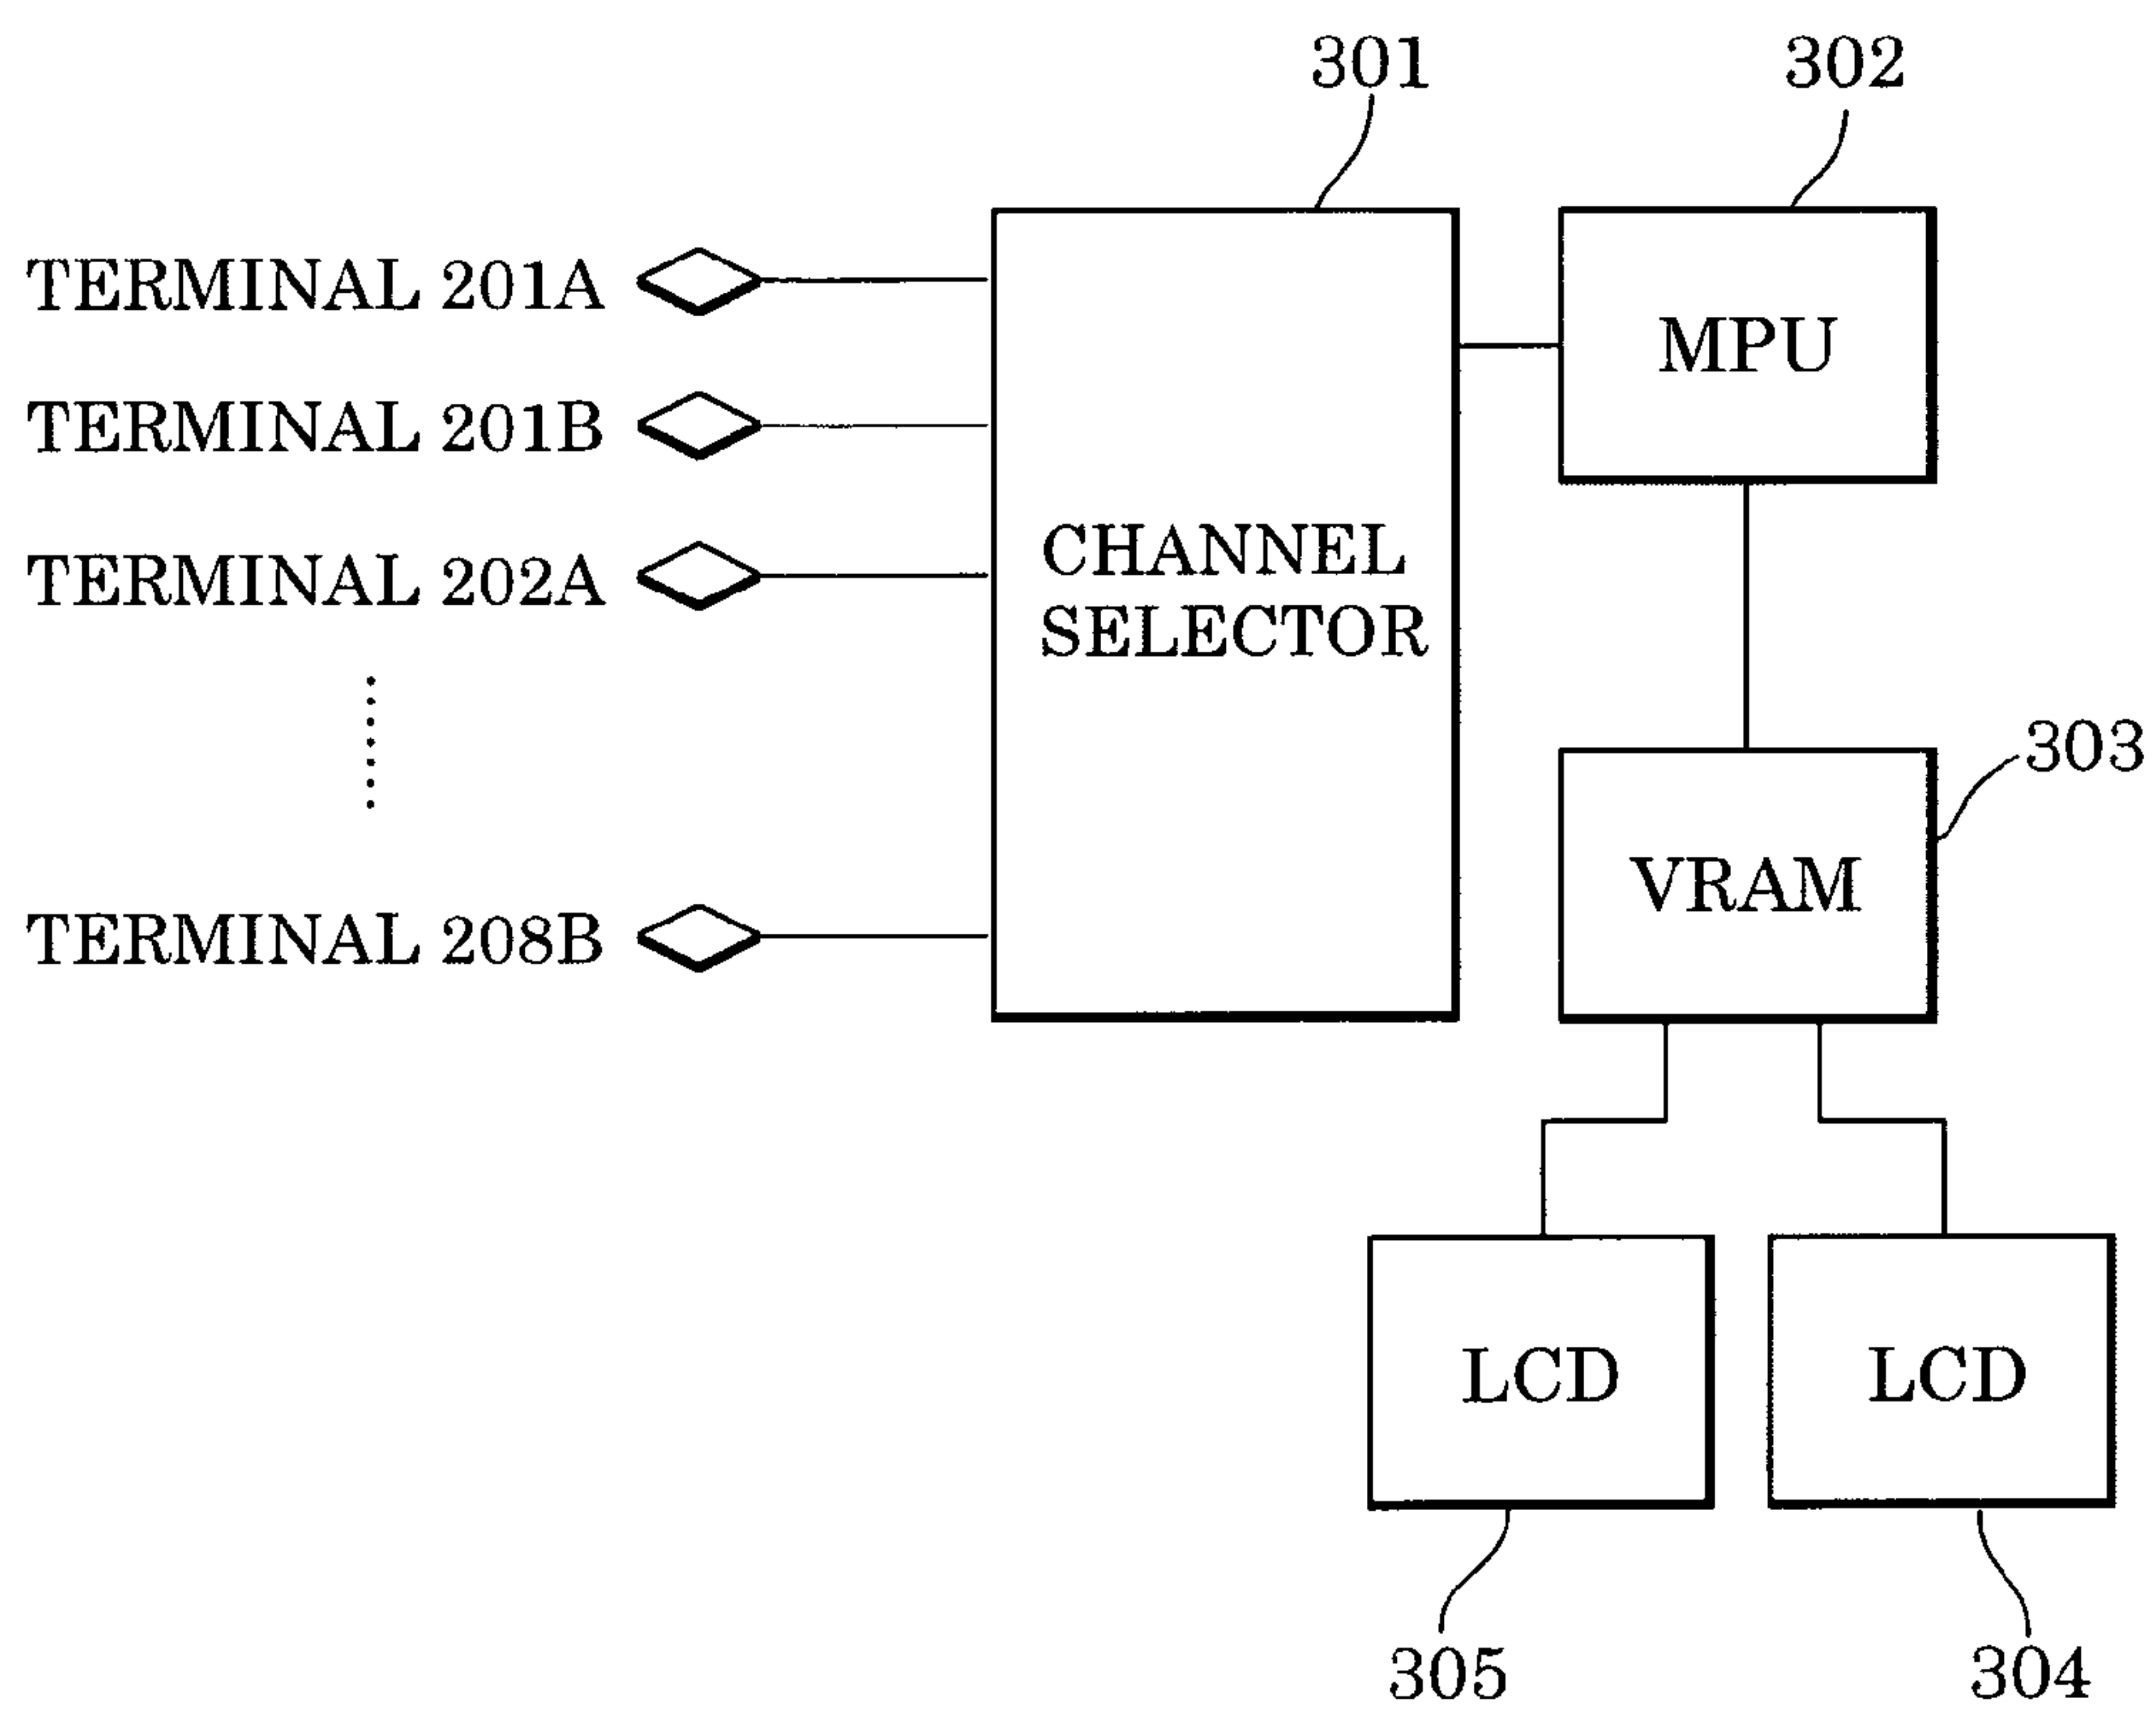 301
302
TERMINAL 201A
TERMINAL 201B
MPU
TERMINAL 202A
CHANNEL
SELECTOR
303
VRAM
TERMINAL 208B
LCD
LCD
305
304